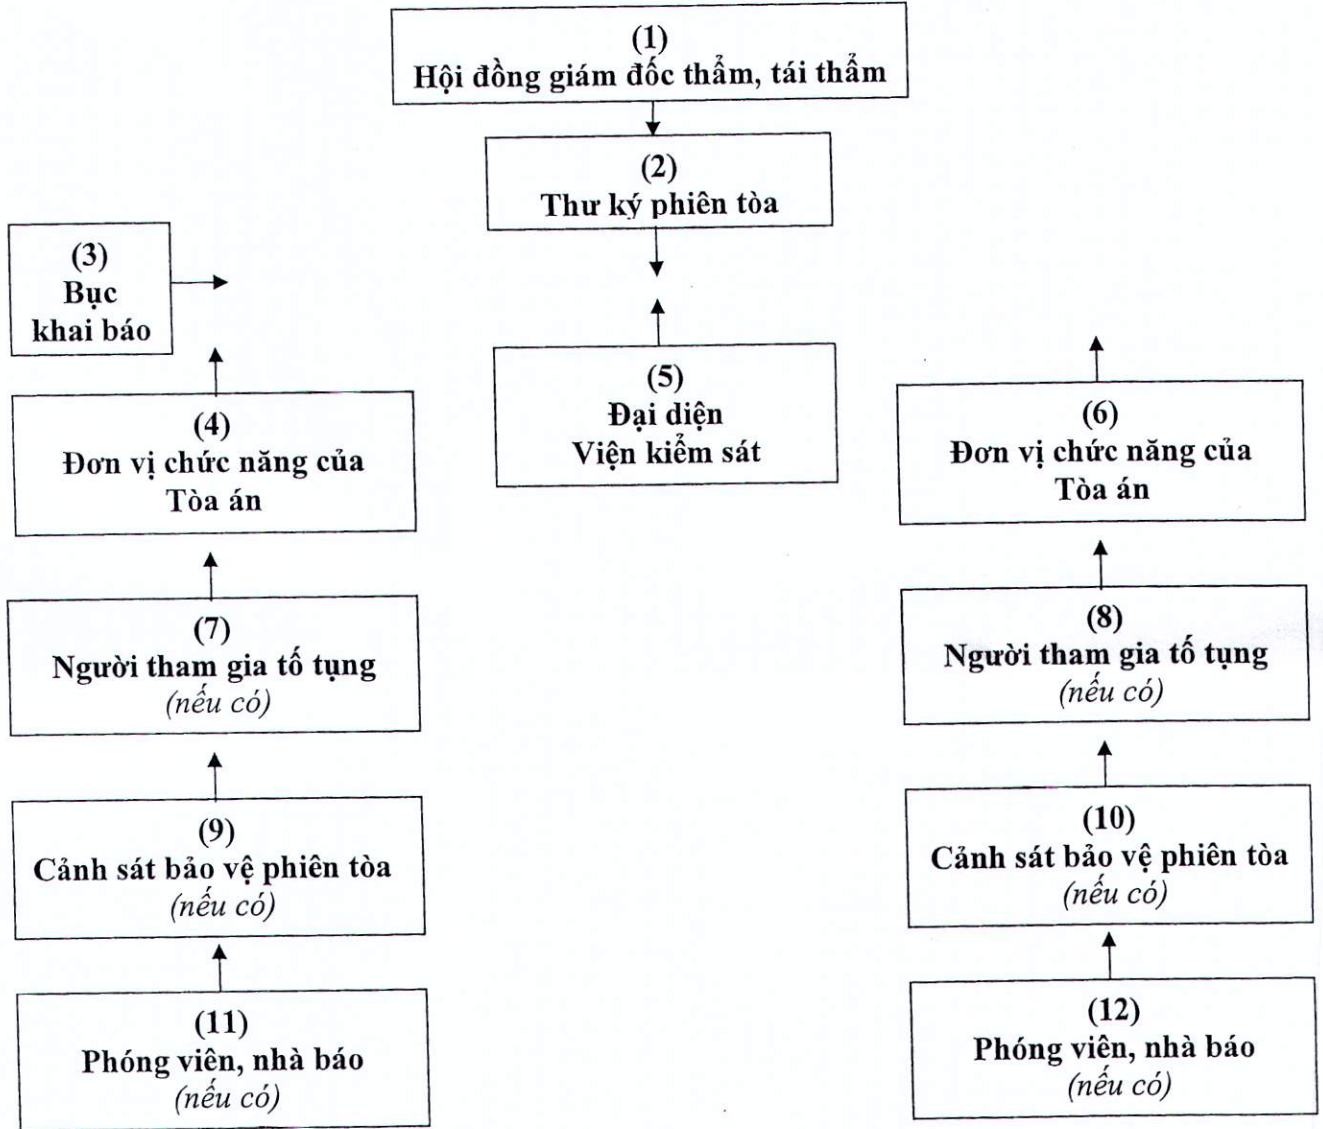 (1)
Hội đồng giám đốc thẩm, tái thẩm
(2)
Thư ký phiên tòa
(3)
Bục
khai báo
(4)
Đơn vị chức năng của
Tòa án
(5)
Đại diện
Viện kiểm sát
(6)
Đơn vị chức năng của
Tòa án
(7)
Người tham gia tố tụng
(nếu có)
(8)
Người tham gia tố tụng
(nếu có)
(9)
Cảnh sát bảo vệ phiên tòa
(nếu có)
(10)
Cảnh sát bảo vệ phiên tòa
(nếu có)
(11)
Phóng viên, nhà báo
(nếu có)
(12)
Phóng viên, nhà báo
(nếu có)